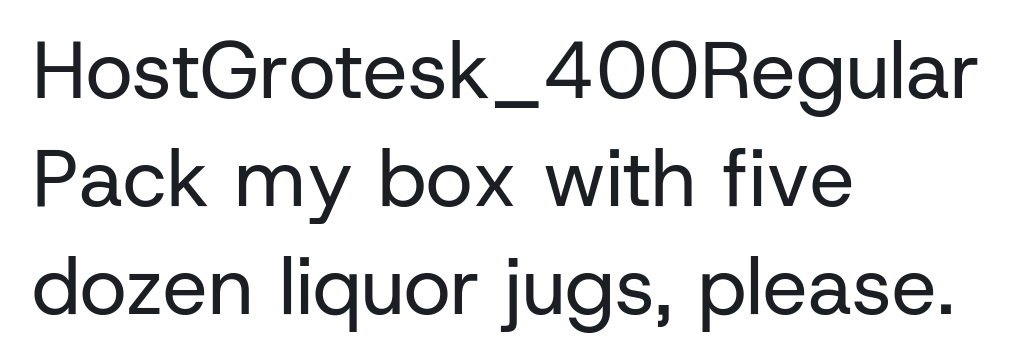 HostGrotesk_400Regular
Pack my box with five
dozen liquor jugs, please.